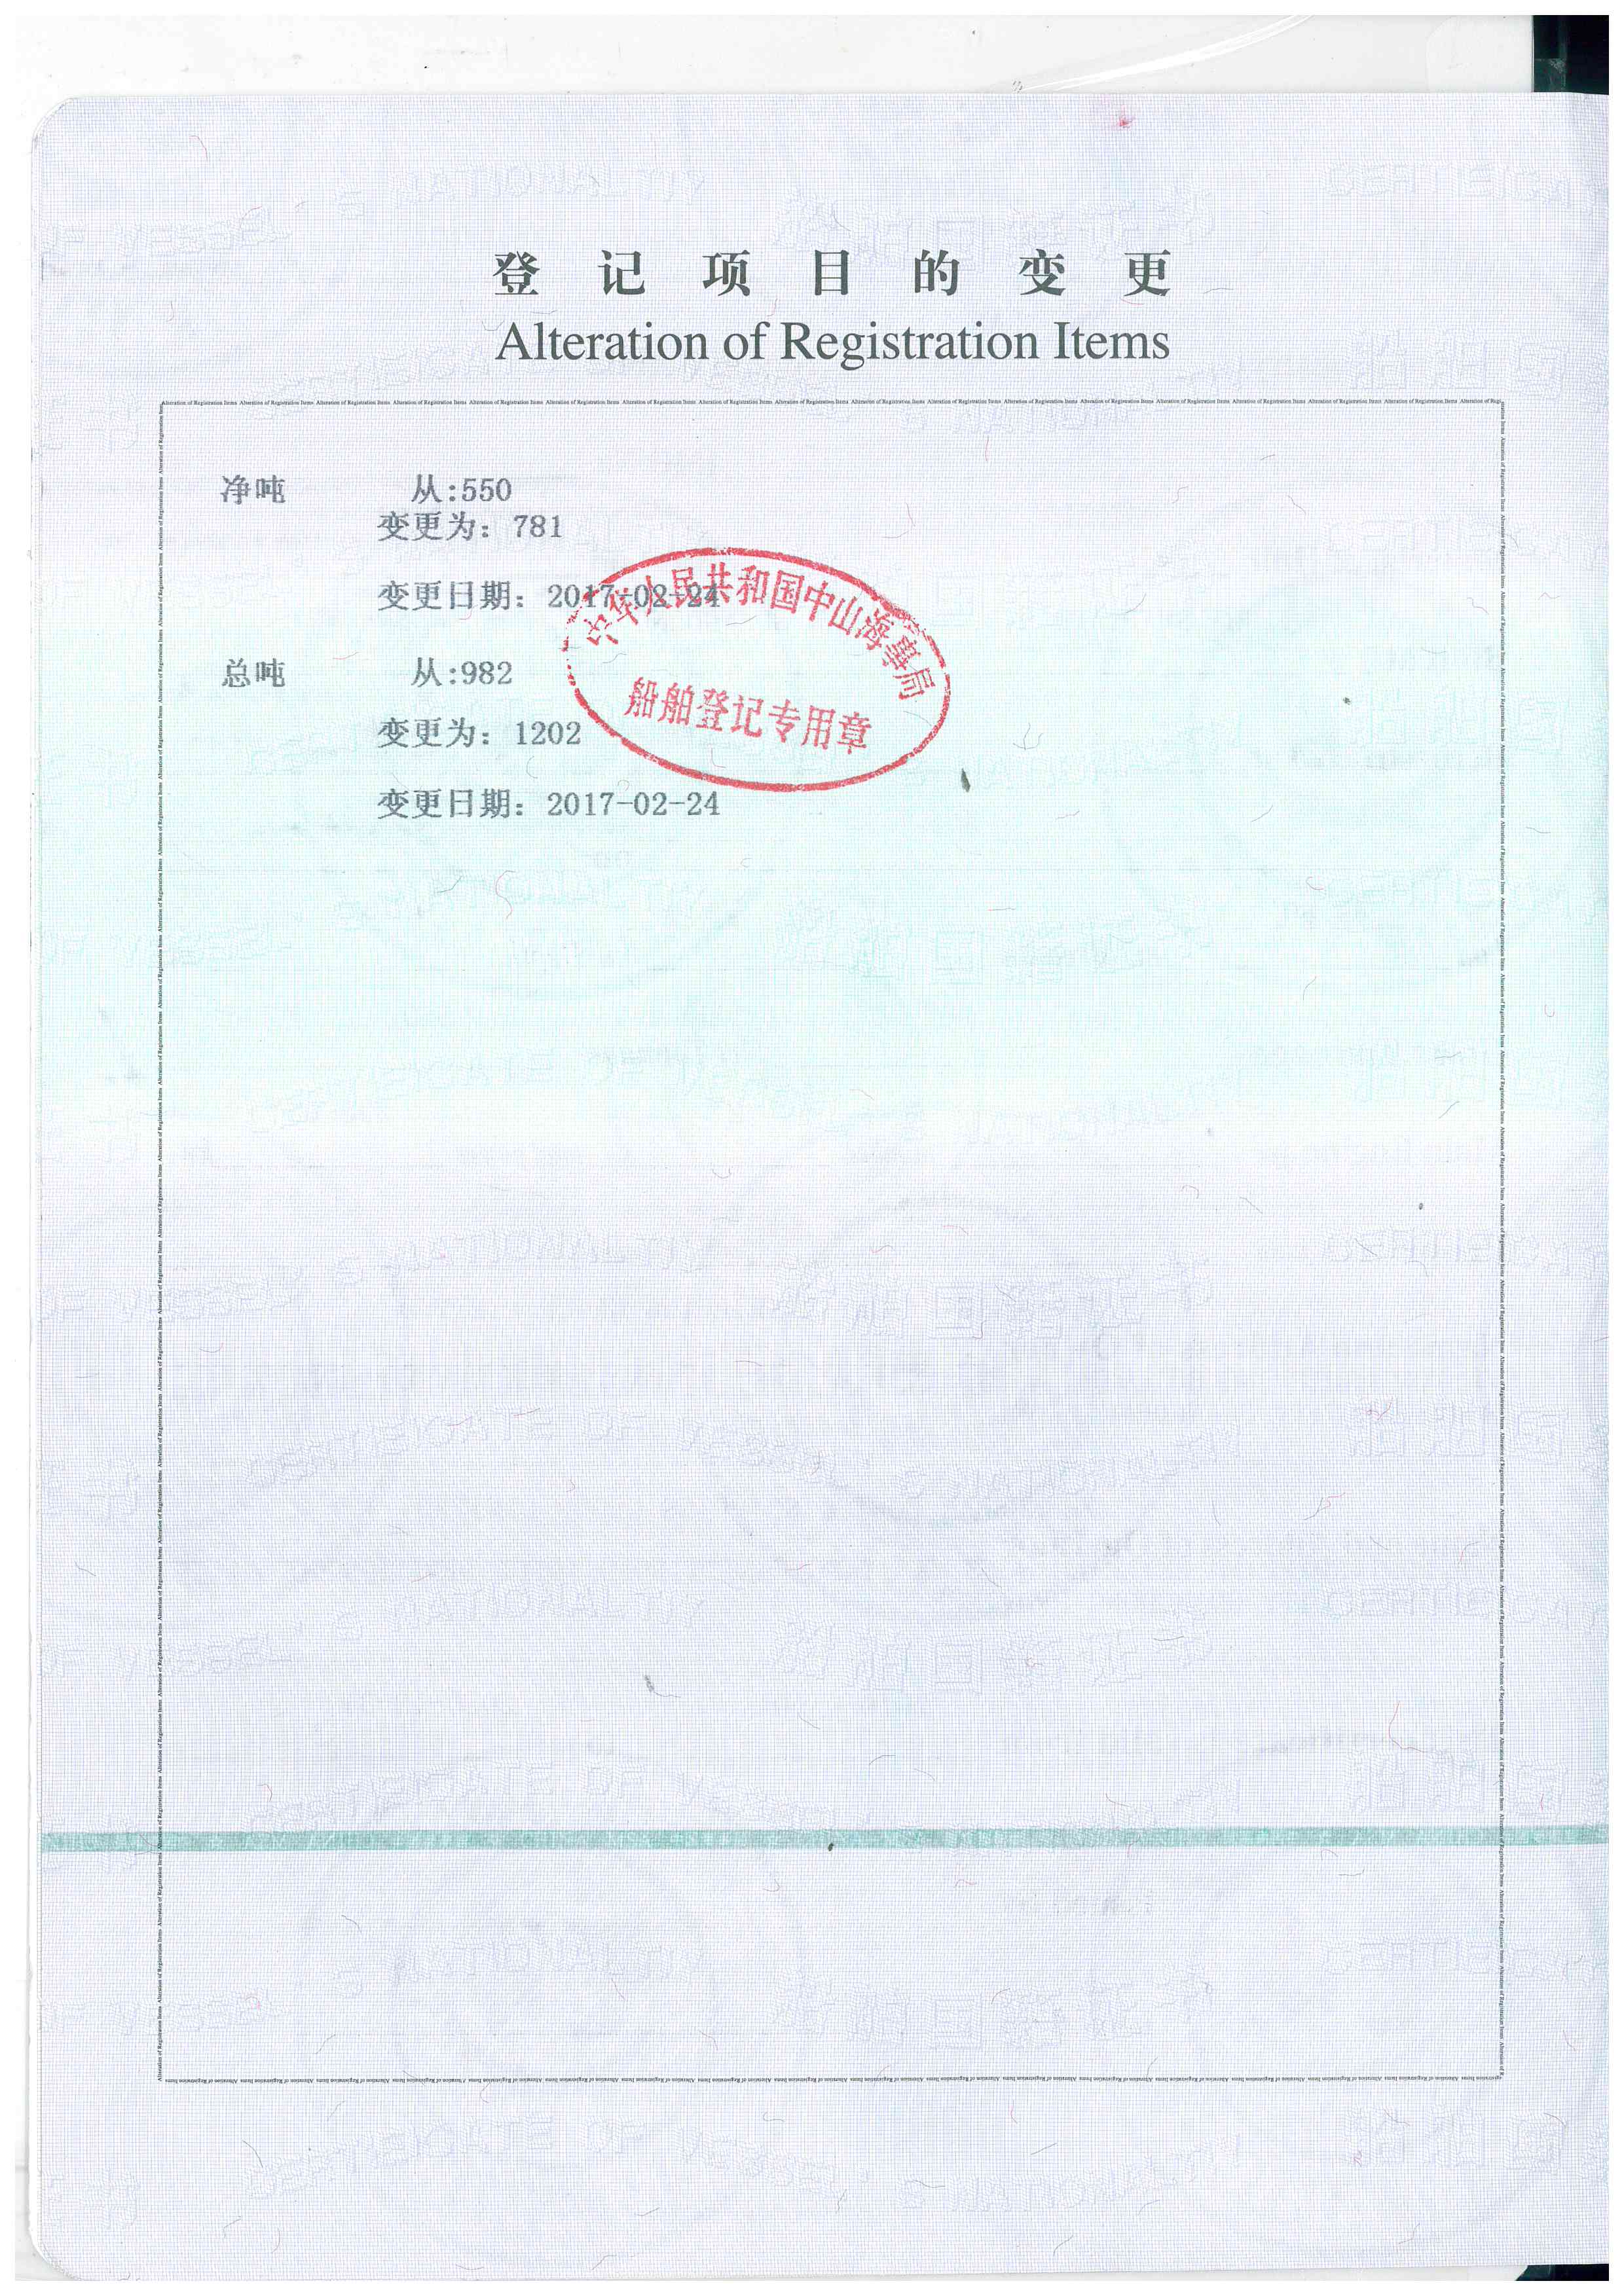 登记项目的变更
Alteration of Registration Items
净吨 从:550
变更为: 781
变更日期: 2017-02-24
中华人民共和国中山海事局
船舶登记专用章
总吨 从:982
变更为: 1202
变更日期: 2017-02-24